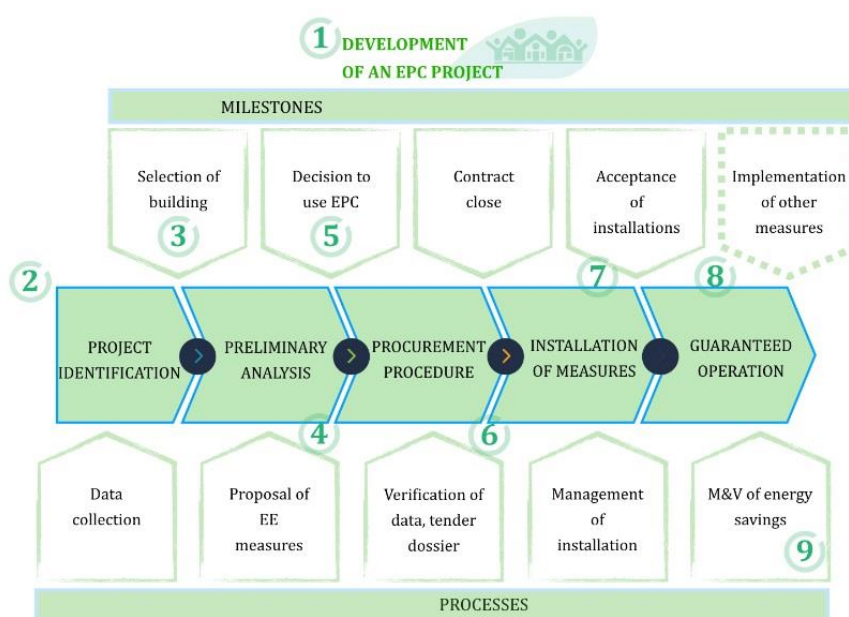 1
DEVELOPMENT
OF AN EPC PROJECT
MILESTONES
Selection of
building
3
Decision to
use EPC
5
Contract
close
Acceptance
of
installations
7
Implementation
of other
measures
8
2
PROJECT
IDENTIFICATION
PRELIMINARY
ANALYSIS
PROCUREMENT
PROCEDURE
INSTALLATION
OF MEASURES
GUARANTEED
OPERATION
4
6
Data
collection
Proposal of
EE
measures
Verification of
data, tender
dossier
Management
of
installation
M&V of energy
savings
9
PROCESSES